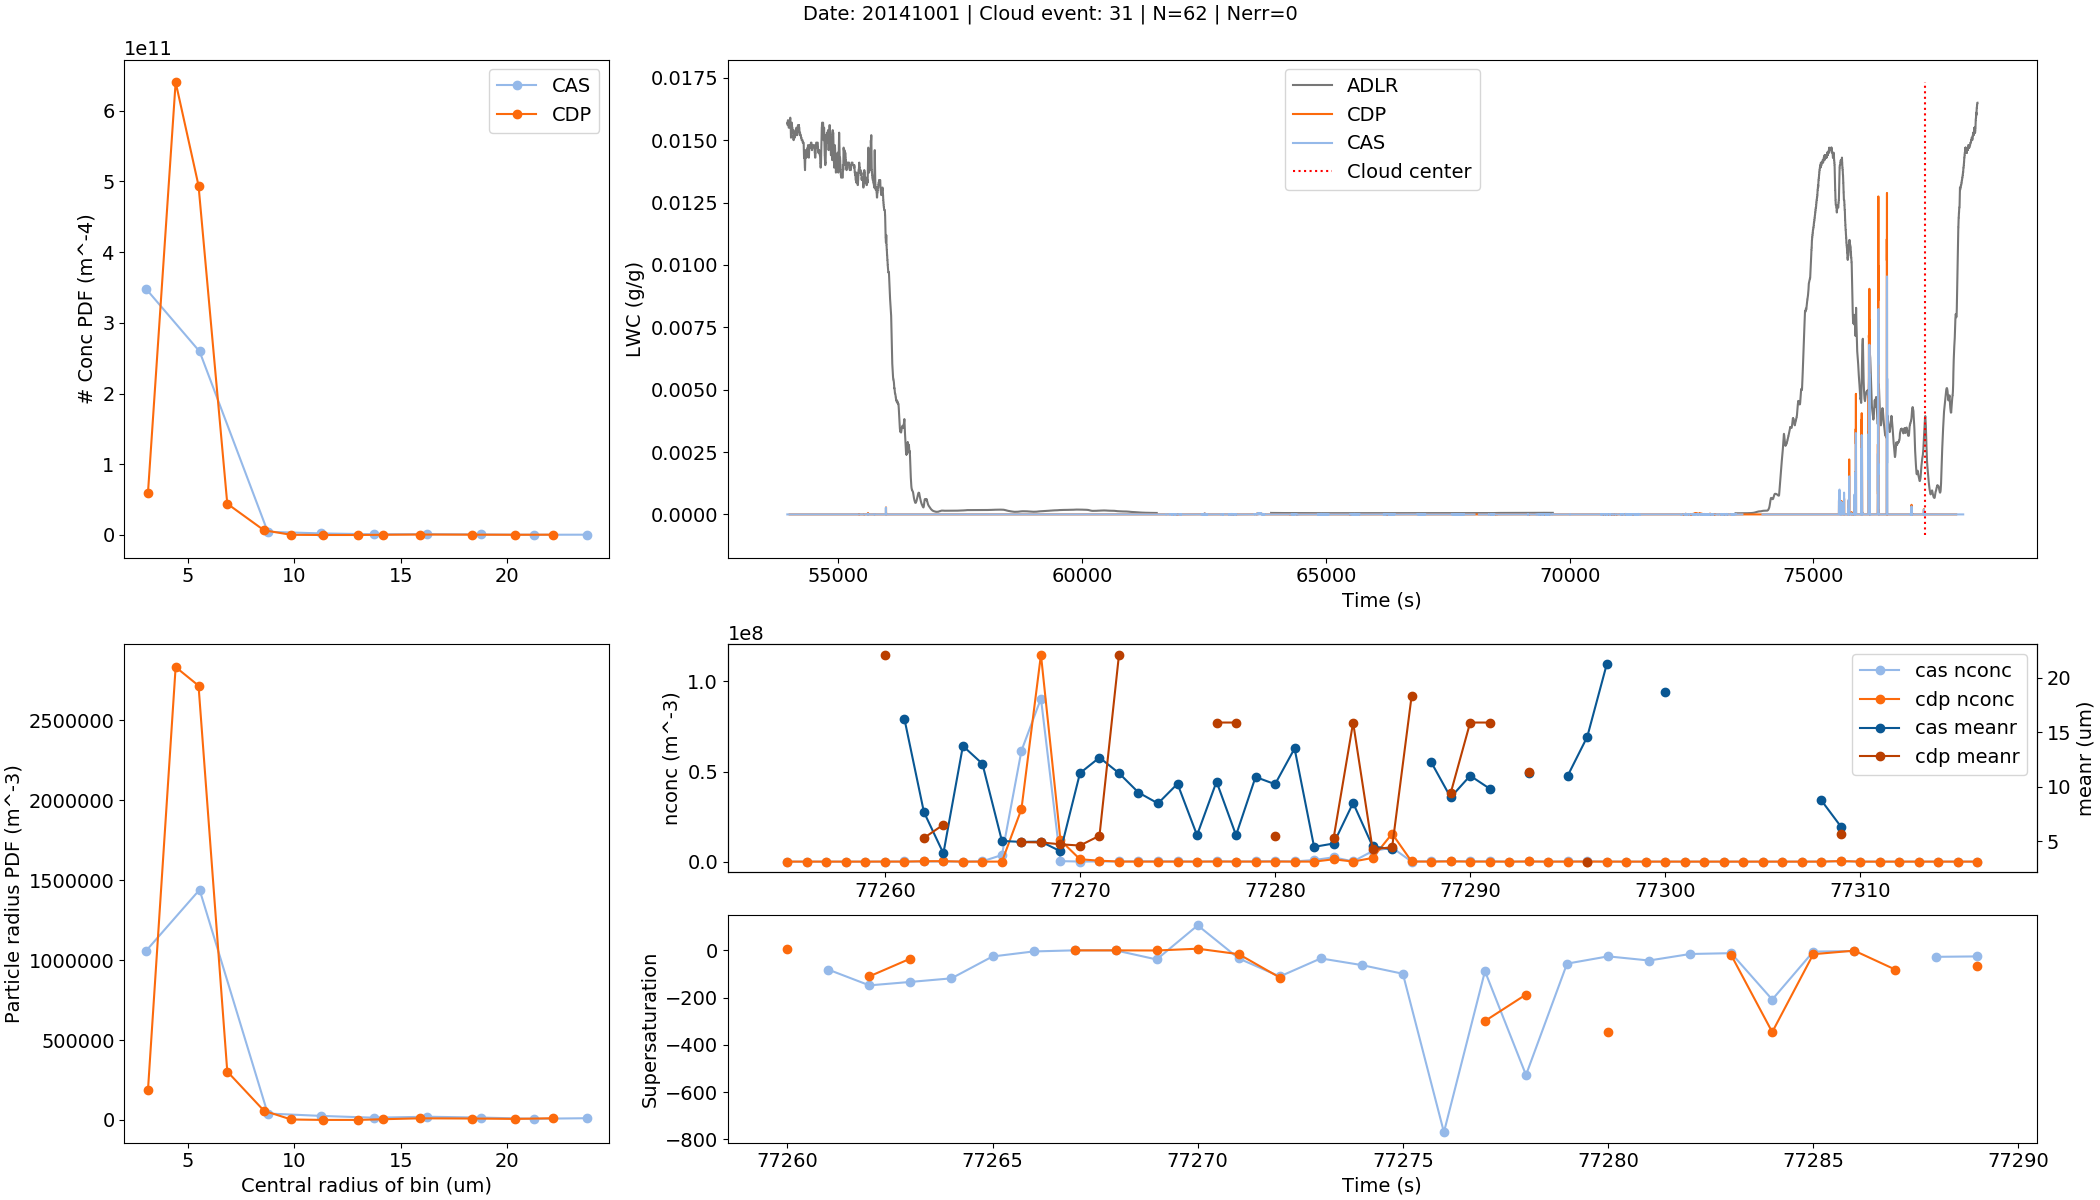 Date: 20141001 | Cloud event: 31 | N=62 | Nerr=0
1e11
# Conc PDF (m^-4)
6
5
4
3
2
1
0
CAS
CDP
5 10 15 20
LWC (g/g)
0.0175
0.0150
0.0125
0.0100
0.0075
0.0050
0.0025
0.0000
ADLR
CDP
CAS
Cloud center
55000 60000 65000 70000 75000
Time (s)
Particle radius PDF (m^-3)
2500000
2000000
1500000
1000000
500000
0
5 10 15 20
Central radius of bin (um)
1e8
nconc (m^-3)
1.0
0.5
0.0
cas nconc
cdp nconc
cas meanr
cdp meanr
20
15
10
5
meanr (um)
77260 77270 77280 77290 77300 77310
Supersaturation
0
−200
−400
−600
−800
77260 77265 77270 77275 77280 77285 77290
Time (s)